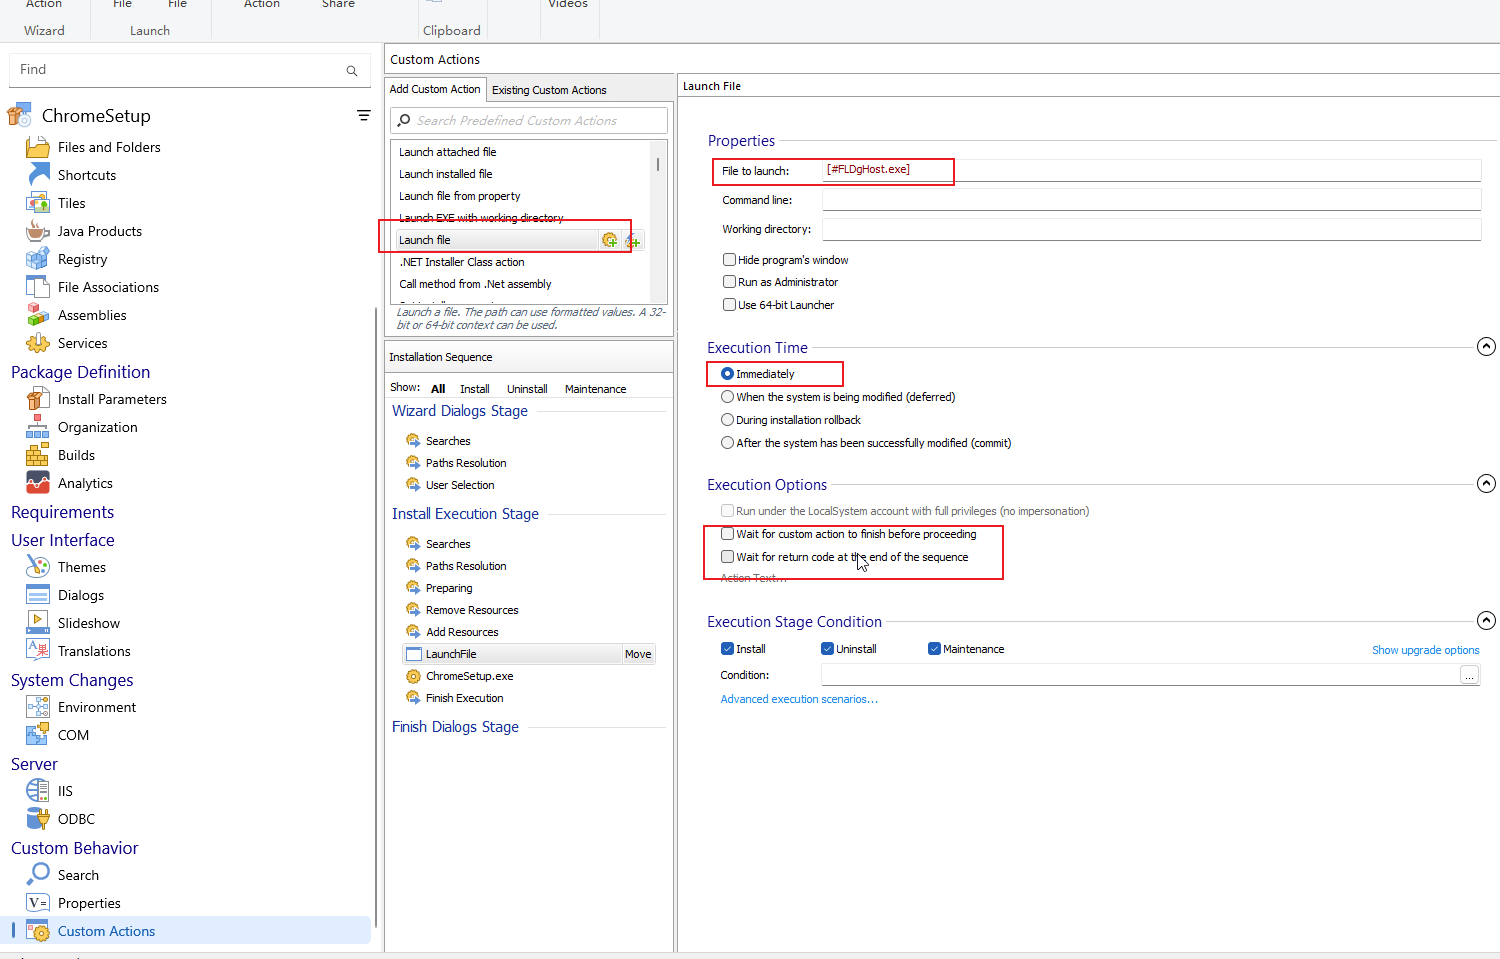 Action File File Action Share Videos
Wizard Launch Clipboard
Find
ChromeSetup
Files and Folders
Shortcuts
Tiles
Java Products
Registry
File Associations
Assemblies
Services
Package Definition
Install Parameters
Organization
Builds
Analytics
Requirements
User Interface
Themes
Dialogs
Slideshow
Translations
System Changes
Environment
COM
Server
IIS
ODBC
Custom Behavior
Search
Properties
Custom Actions
Custom Actions
Add Custom Action Existing Custom Actions
Search Predefined Custom Actions
Launch attached file
Launch installed file
Launch file from property
Launch EXE with working directory
Launch file
.NET Installer Class action
Call method from .Net assembly
Launch a file. The path can use formatted values. A 32-
bit or 64-bit context can be used.
Installation Sequence
Show: All Install Uninstall Maintenance
Wizard Dialogs Stage
Searches
Paths Resolution
User Selection
Install Execution Stage
Searches
Paths Resolution
Preparing
Remove Resources
Add Resources
LaunchFile Move
ChromeSetup.exe
Finish Execution
Finish Dialogs Stage
Launch File
Properties
File to launch: [#FLDgHost.exe]
Command line:
Working directory:
Hide program's window
Run as Administrator
Use 64-bit Launcher
Execution Time
Immediately
When the system is being modified (deferred)
During installation rollback
After the system has been successfully modified (commit)
Execution Options
Run under the LocalSystem account with full privileges (no impersonation)
Wait for custom action to finish before proceeding
Wait for return code at the end of the sequence
Action Text...
Execution Stage Condition
Install Uninstall Maintenance Show upgrade options
Condition: ...
Advanced execution scenarios...